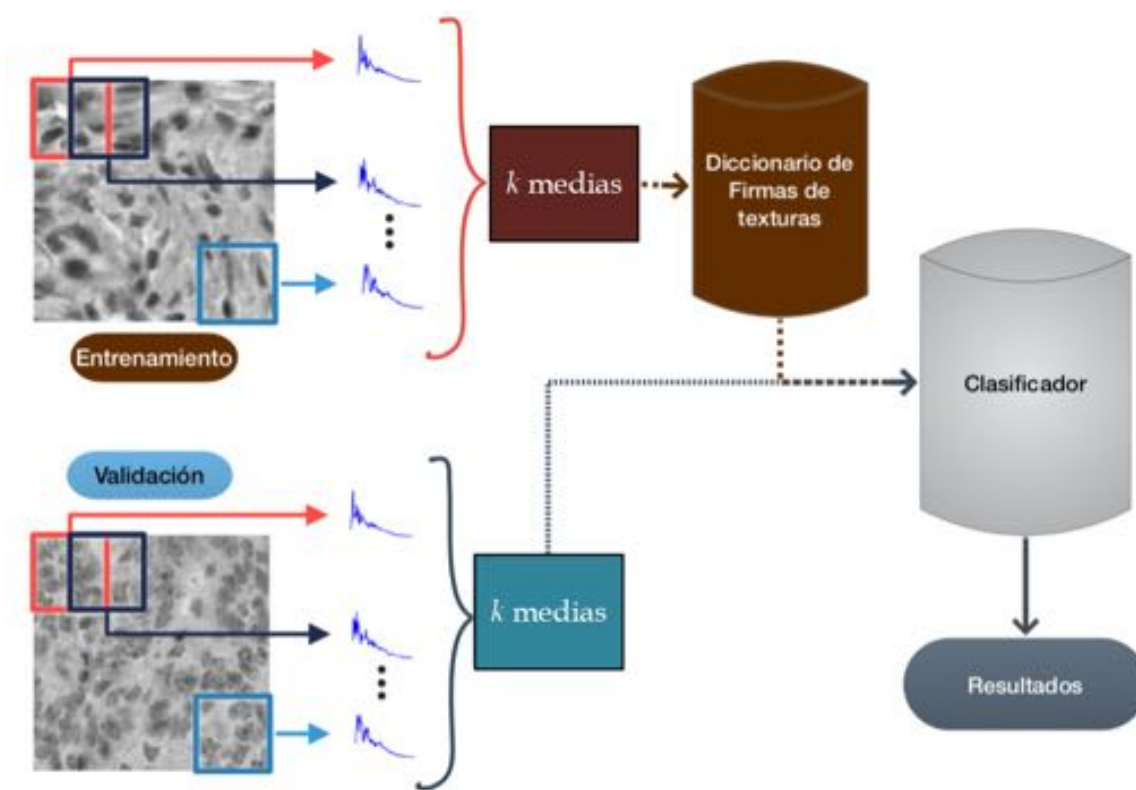 k medias
Diccionario de
Firmas de
texturas
Entrenamiento
Clasificador
Validación
k medias
Resultados